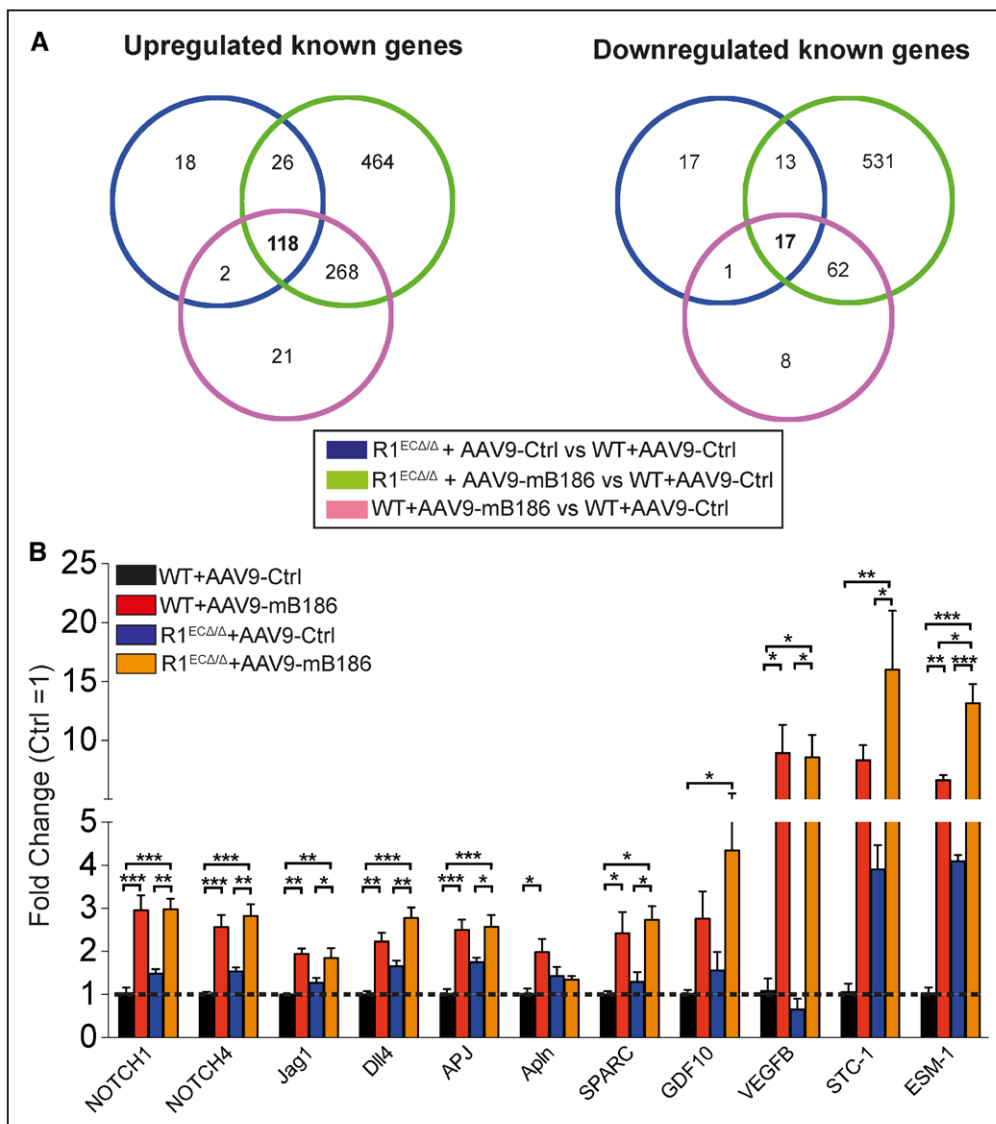 A
Upregulated known genes
Downregulated known genes
18
26
464
118
2
268
21
17
13
531
17
1
62
8
R1ECΔ/Δ + AAV9-Ctrl vs WT+AAV9-Ctrl
R1ECΔ/Δ + AAV9-mB186 vs WT+AAV9-Ctrl
WT+AAV9-mB186 vs WT+AAV9-Ctrl
B
Fold Change (Ctrl =1)
25
20
15
10
5
4
3
2
1
0
WT+AAV9-Ctrl
WT+AAV9-mB186
R1ECΔ/Δ+AAV9-Ctrl
R1ECΔ/Δ+AAV9-mB186
*** *** **
*** *** **
** ** *
*** ** **
*** *** *
*
* * *
*
* * *
** *
*** * ** ***
NOTCH1
NOTCH4
Jag1
Dll4
APJ
Apln
SPARC
GDF10
VEGFB
STC-1
ESM-1